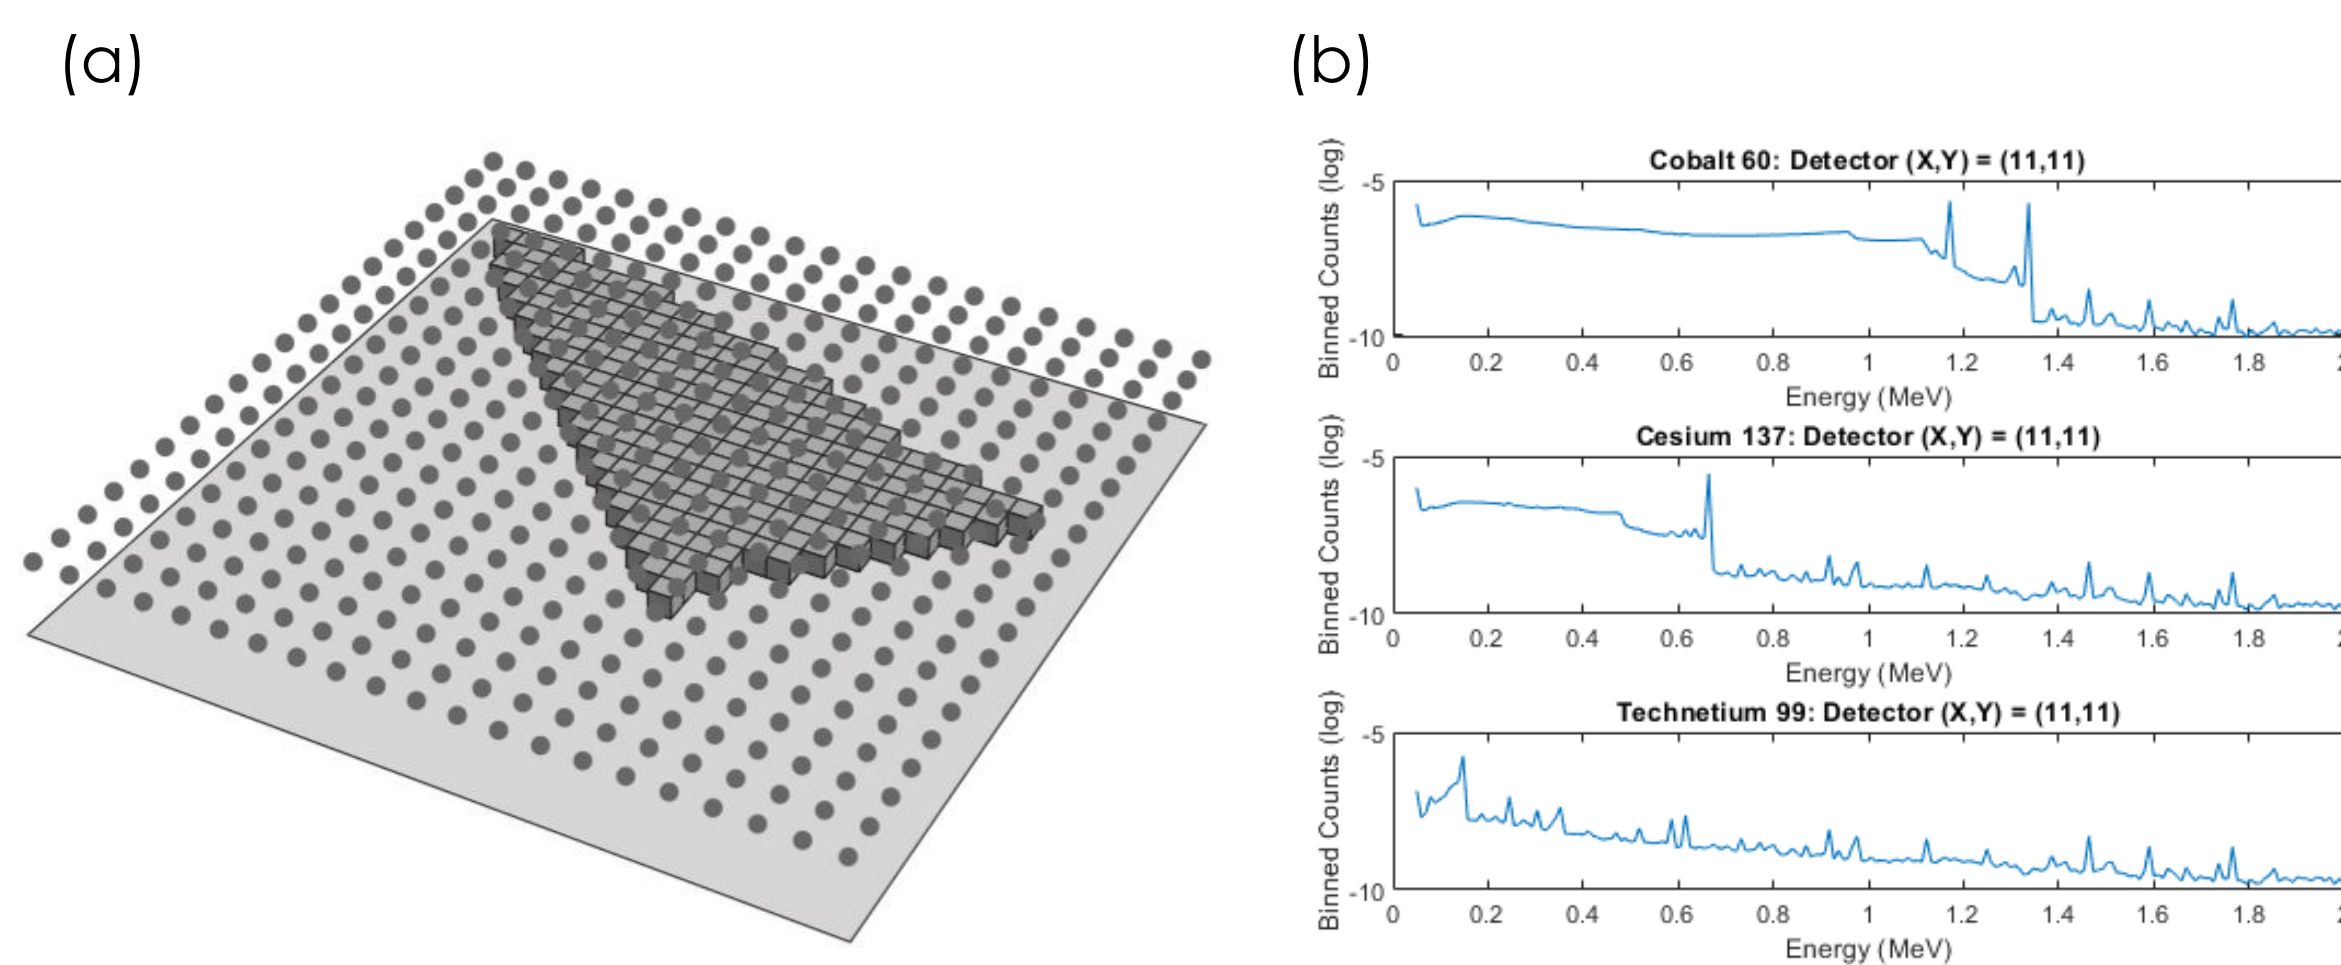 (a)
(b)
Cobalt 60: Detector (X,Y) = (11,11)
Binned Counts (log)
-5
-10
0 0.2 0.4 0.6 0.8 1 1.2 1.4 1.6 1.8
Energy (MeV)
Cesium 137: Detector (X,Y) = (11,11)
Binned Counts (log)
-5
-10
0 0.2 0.4 0.6 0.8 1 1.2 1.4 1.6 1.8
Energy (MeV)
Technetium 99: Detector (X,Y) = (11,11)
Binned Counts (log)
-5
-10
0 0.2 0.4 0.6 0.8 1 1.2 1.4 1.6 1.8
Energy (MeV)